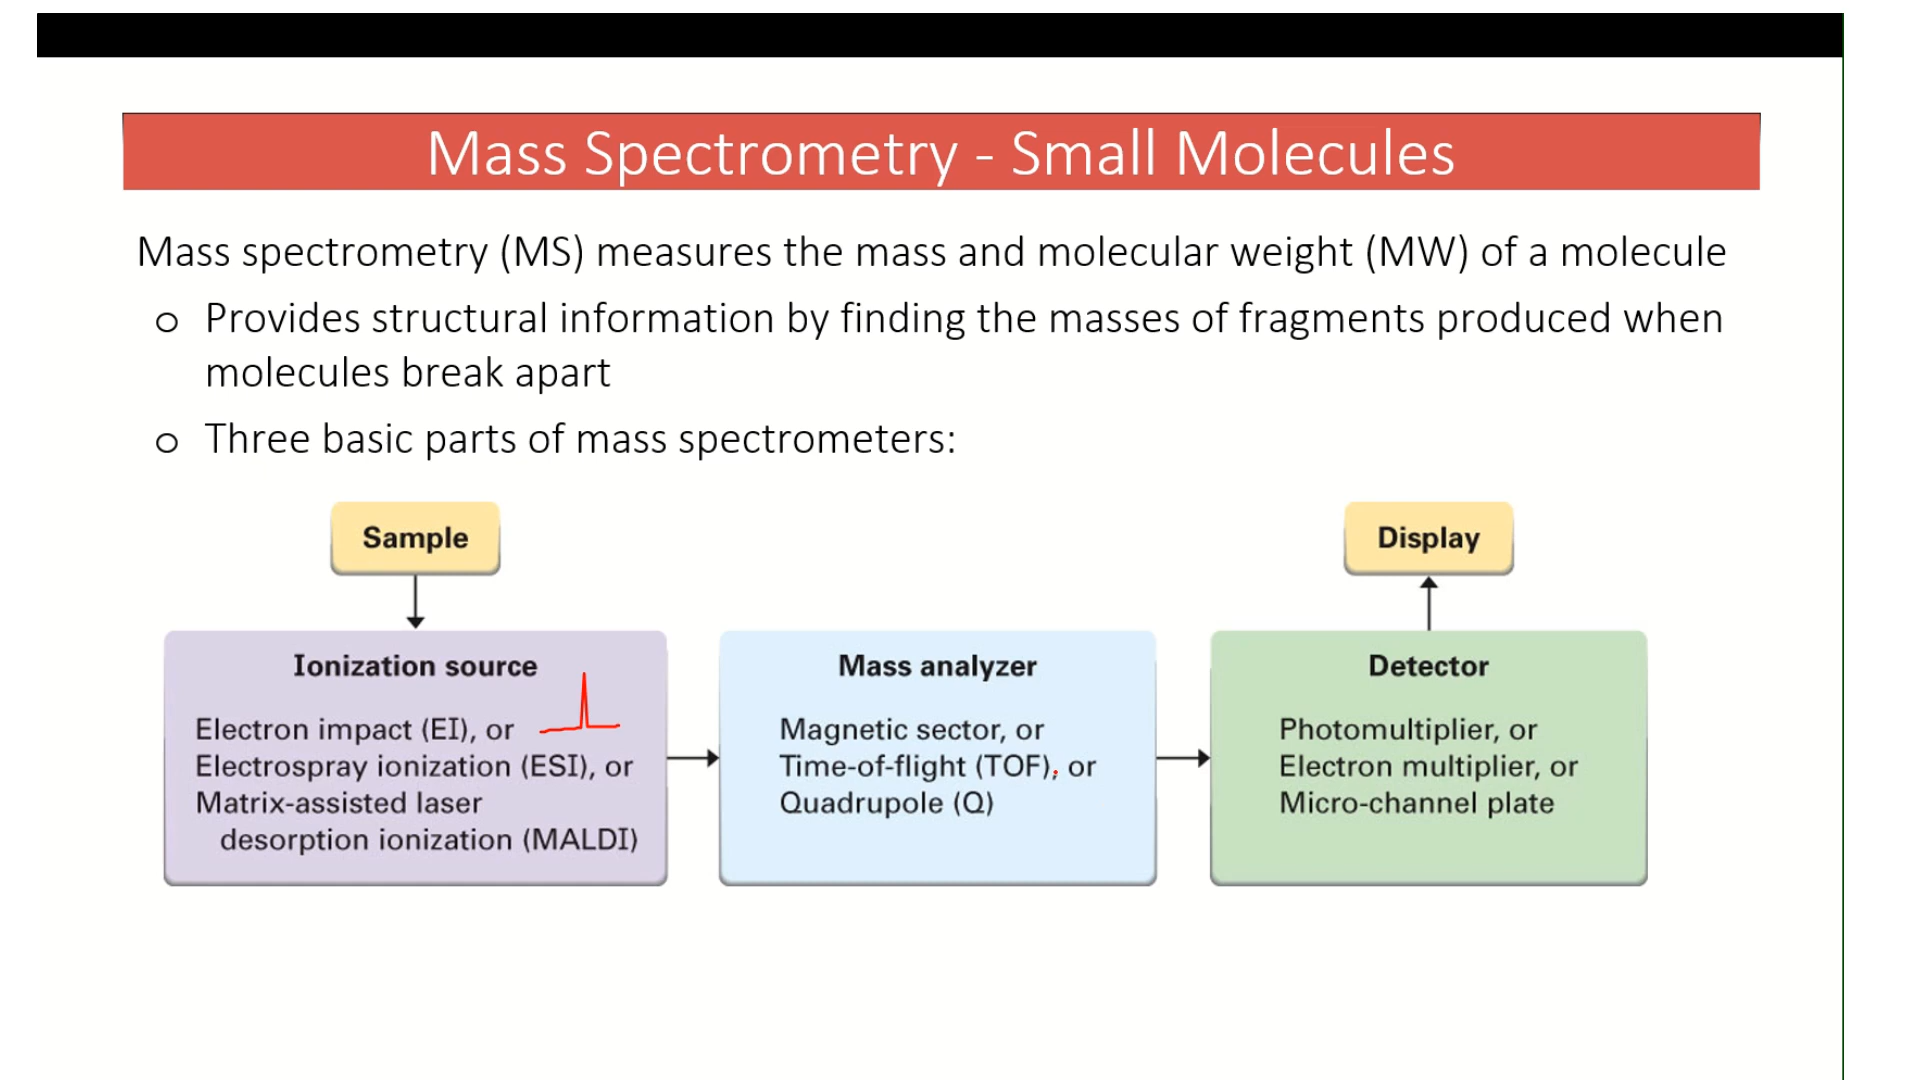 Mass Spectrometry - Small Molecules
Mass spectrometry (MS) measures the mass and molecular weight (MW) of a molecule
o Provides structural information by finding the masses of fragments produced when
molecules break apart
o Three basic parts of mass spectrometers:
Sample
Display
Ionization source
Electron impact (EI), or
Electrospray ionization (ESI), or
Matrix-assisted laser
desorption ionization (MALDI)
Mass analyzer
Magnetic sector, or
Time-of-flight (TOF), or
Quadrupole (Q)
Detector
Photomultiplier, or
Electron multiplier, or
Micro-channel plate